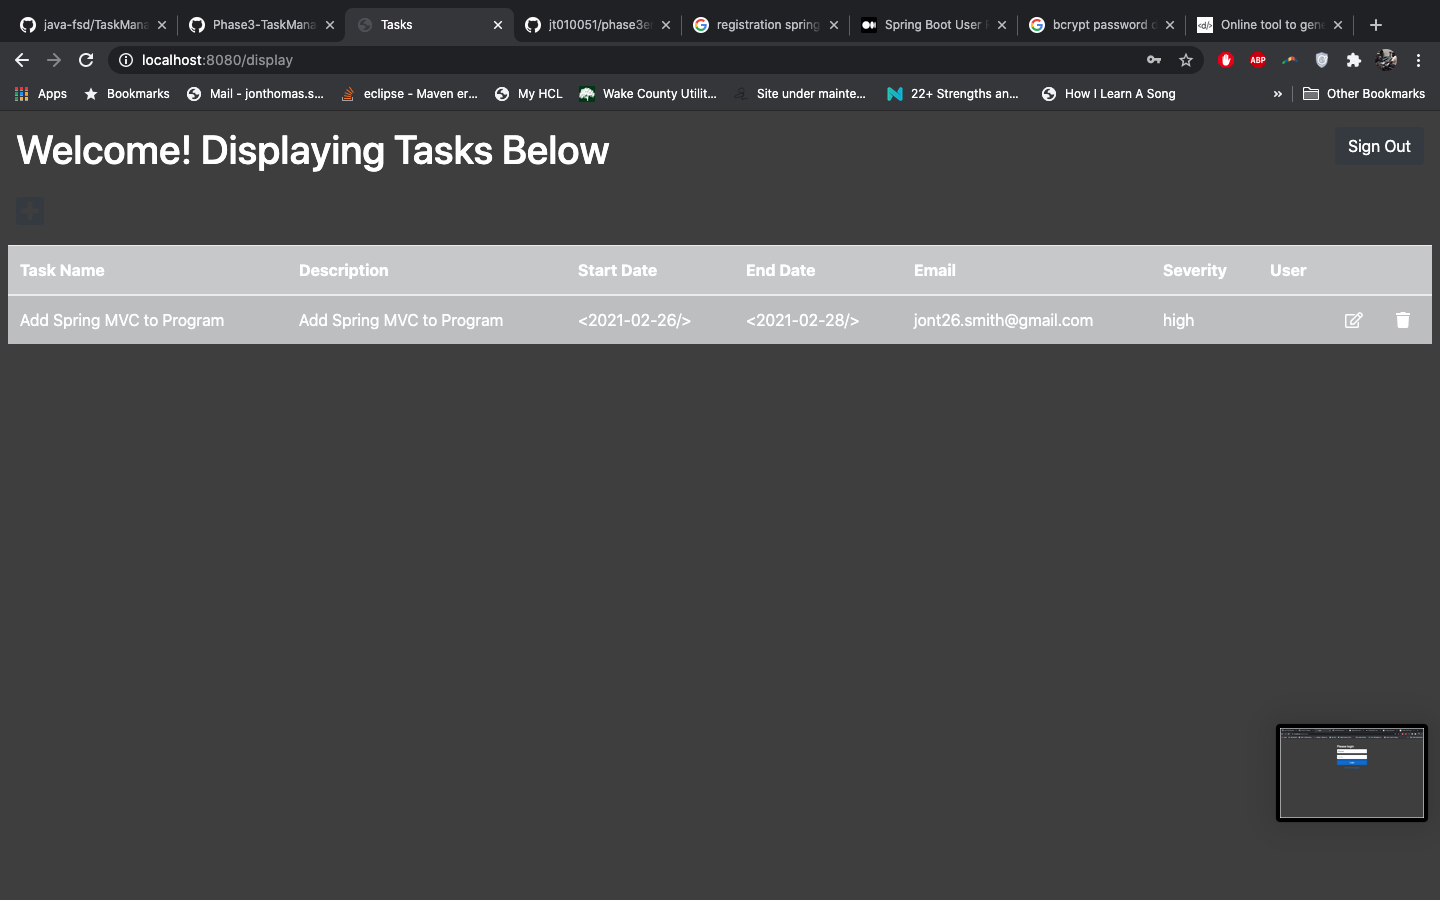 java-fsd/TaskMana
Phase3-TaskMana
Tasks
jt010051/phase3e
registration spring
Spring Boot User
bcrypt password
Online tool to gene
localhost:8080/display
ABP
Apps
Bookmarks
Mail - jonthomas.s...
eclipse - Maven er...
My HCL
Wake County Utilit...
Site under mainte...
22+ Strengths an...
How I Learn A Song
»
Other Bookmarks
Welcome! Displaying Tasks Below
Sign Out
Task Name Description Start Date End Date Email Severity User
Add Spring MVC to Program Add Spring MVC to Program <2021-02-26/> <2021-02-28/> jont26.smith@gmail.com high